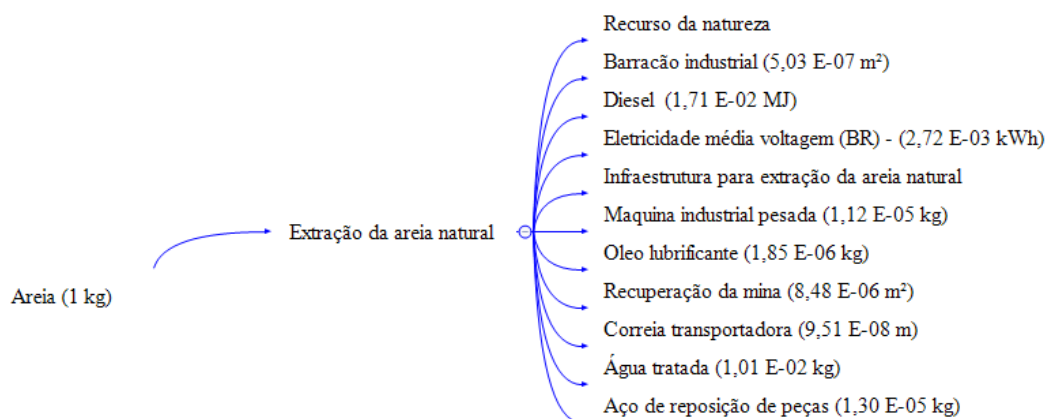 Recurso da natureza
Barracão industrial (5,03 E-07 m²)
Diesel (1,71 E-02 MJ)
Eletricidade média voltagem (BR) - (2,72 E-03 kWh)
Infraestrutura para extração da areia natural
Maquina industrial pesada (1,12 E-05 kg)
Extração da areia natural
Oleo lubrificante (1,85 E-06 kg)
Recuperação da mina (8,48 E-06 m²)
Areia (1 kg)
Correia transportadora (9,51 E-08 m)
Água tratada (1,01 E-02 kg)
Aço de reposição de peças (1,30 E-05 kg)